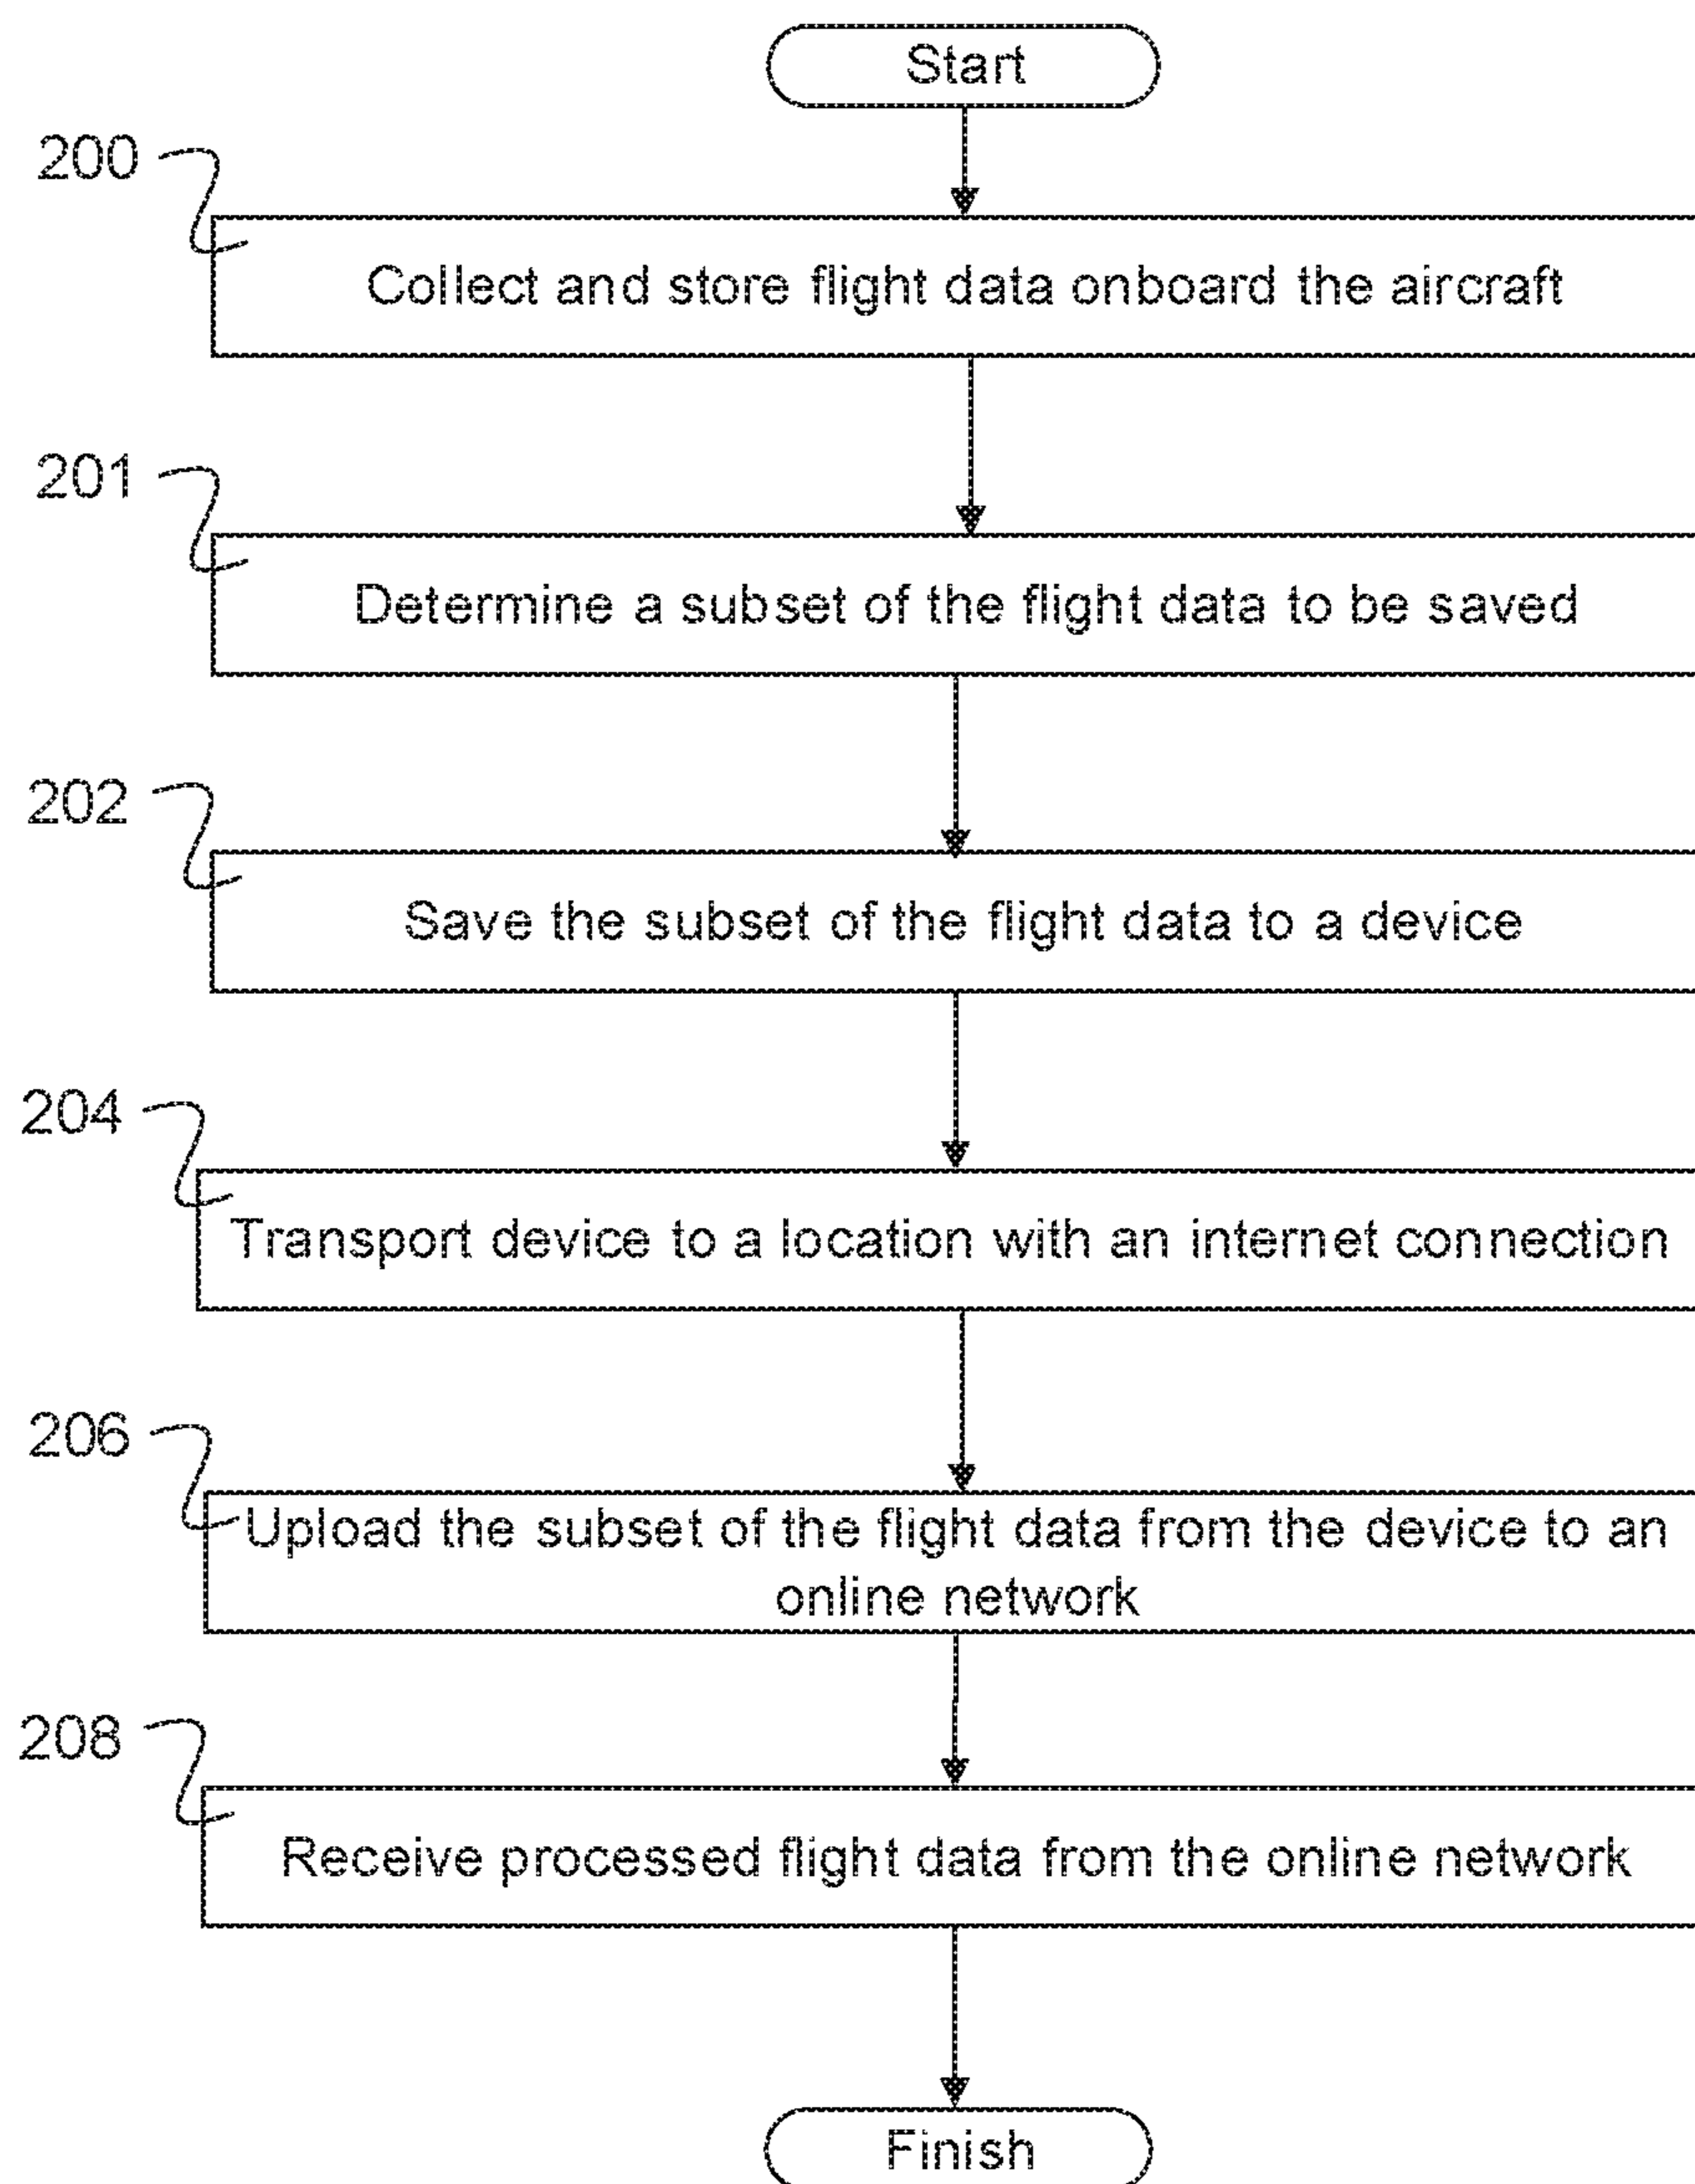 Start
200
Collect and store flight data onboard the aircraft
201
Determine a subset of the flight data to be saved
202
Save the subset of the flight data to a device
204
Transport device to a location with an internet connection
206
Upload the subset of the flight data from the device to an
online network
208
Receive processed flight data from the online network
Finish